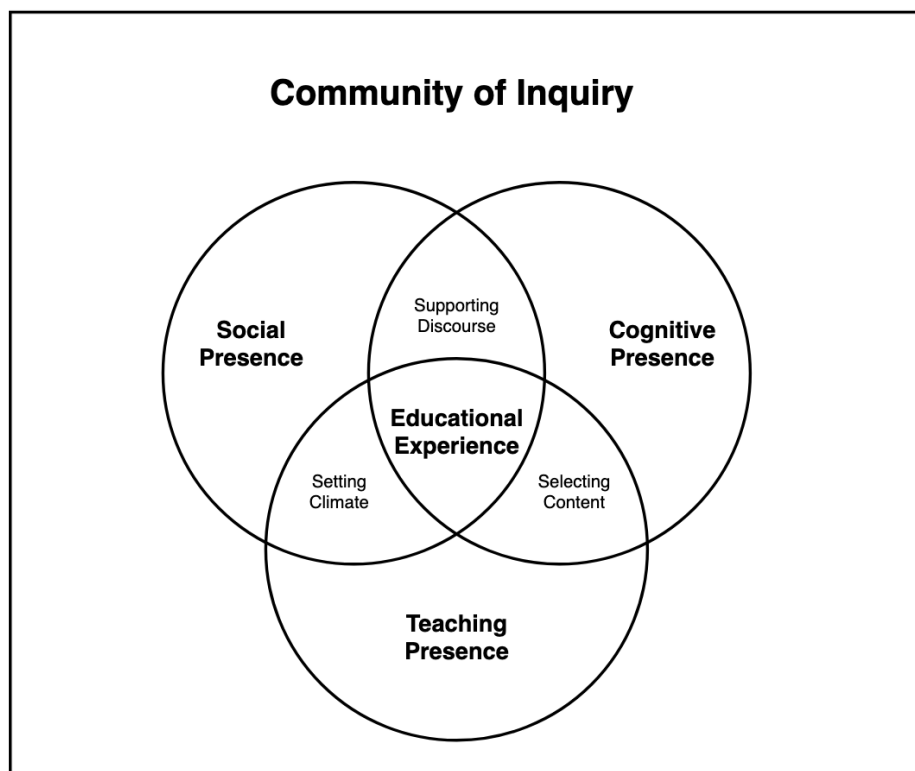 Community of Inquiry
Supporting
Discourse
Social
Presence
Cognitive
Presence
Educational
Experience
Setting
Climate
Selecting
Content
Teaching
Presence